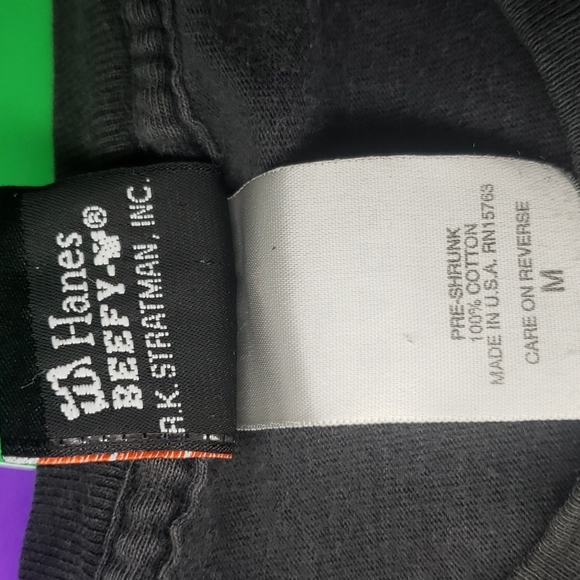 Hanes
BEEFY-T®
R.K. STRATMAN, INC.
PRE-SHRUNK
100% COTTON
MADE IN U.S.A. RN15763
CARE ON REVERSE
M